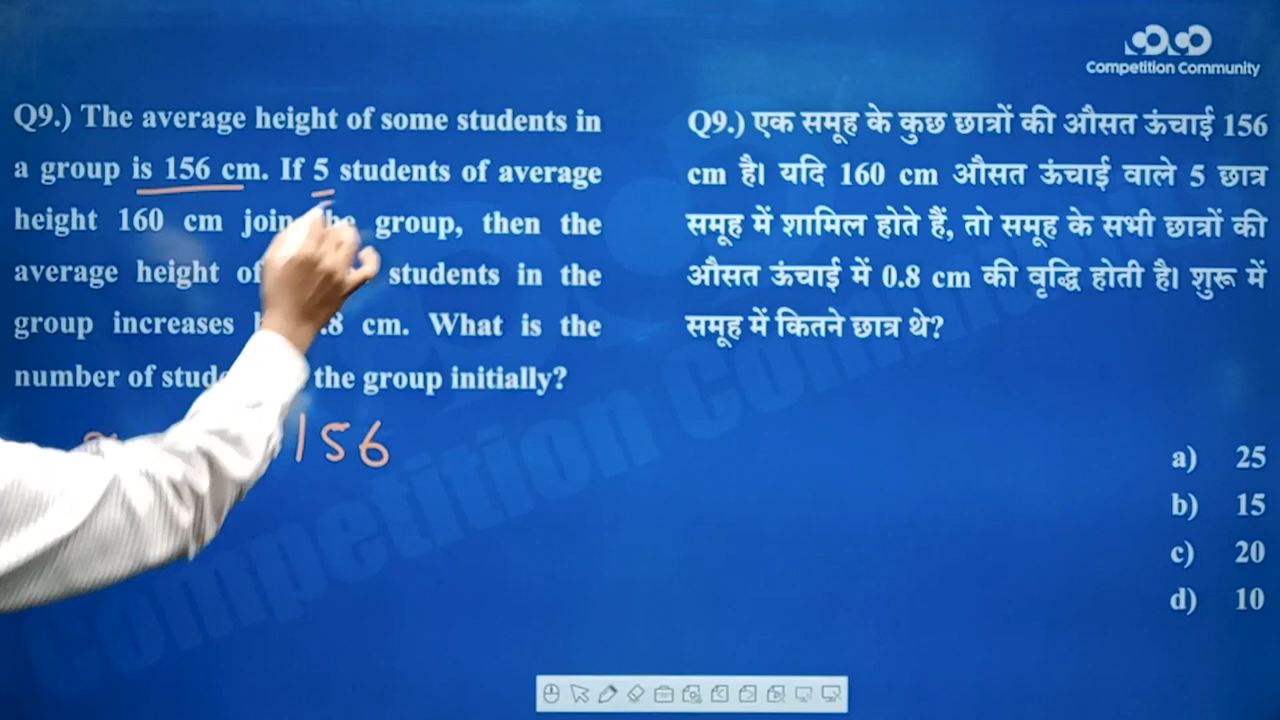 Competition Community
Q9.) The average height of some students in
a group is 156 cm. If 5 students of average
height 160 cm join group, then the
average height of students in the
group increases .8 cm. What is the
number of the group initially?
156
Q9.) एक समूह के कुछ छात्रों की औसत ऊंचाई 156
cm है। यदि 160 cm औसत ऊंचाई वाले 5 छात्र
समूह में शामिल होते हैं, तो समूह के सभी छात्रों की
औसत ऊंचाई में 0.8 cm की वृद्धि होती है। शुरू में
समूह में कितने छात्र थे?
a) 25
b) 15
c) 20
d) 10
Competition Community